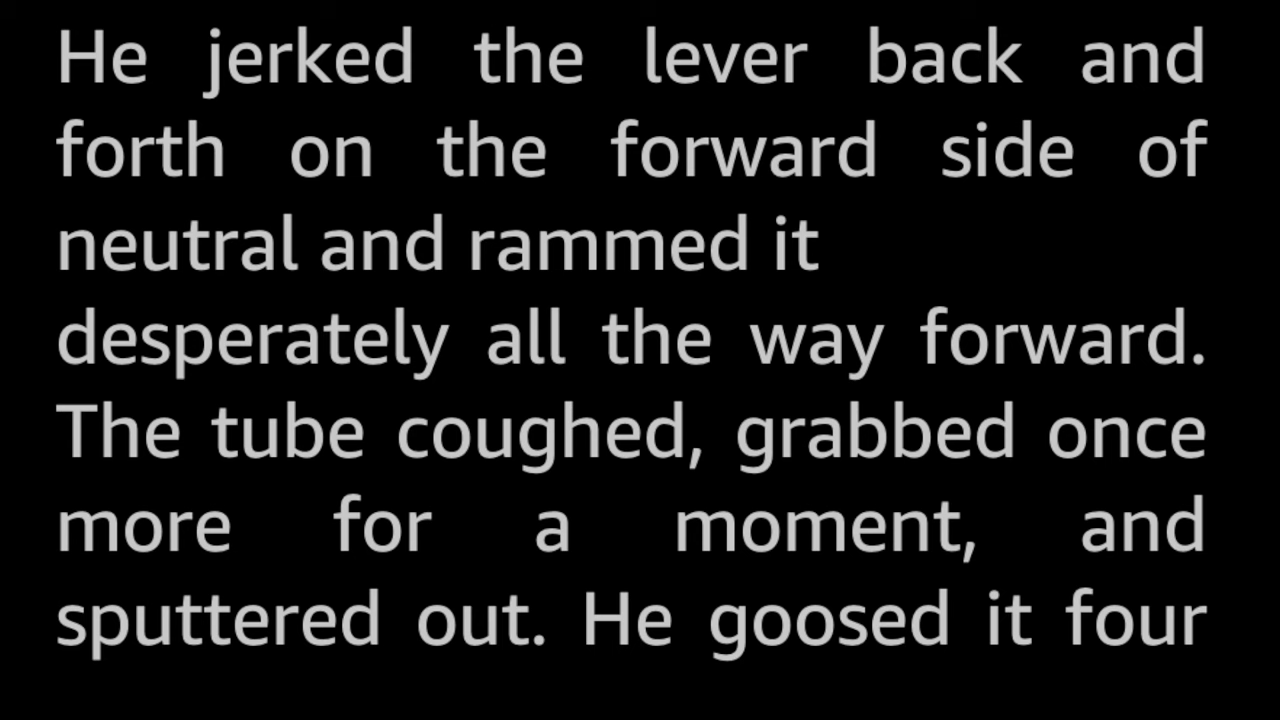 He jerked the lever back and
forth on the forward side of
neutral and rammed it
desperately all the way forward.
The tube coughed, grabbed once
more for a moment, and
sputtered out. He goosed it four